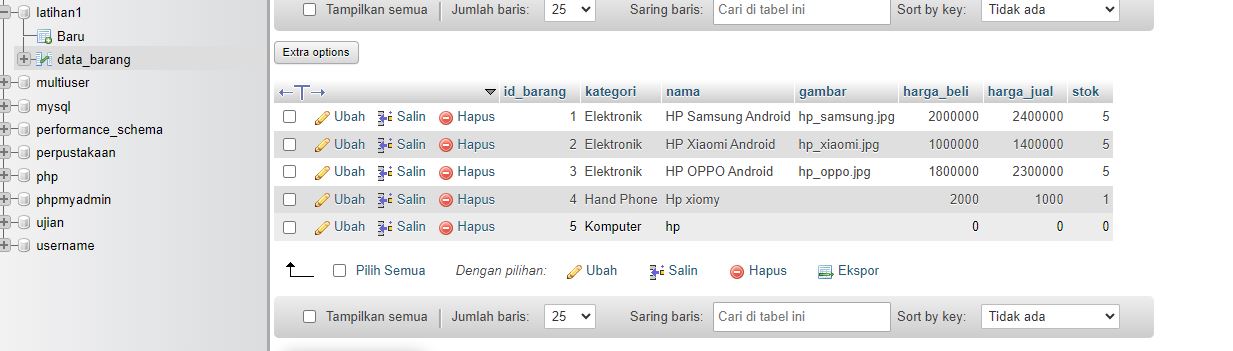 latihan1
Baru
data_barang
multiuser
mysql
performance_schema
perpustakaan
php
phpmyadmin
ujian
username
Tampilkan semua Jumlah baris: 25 Saring baris: Cari di tabel ini Sort by key: Tidak ada
Extra options
id_barang kategori nama gambar harga_beli harga_jual stok
Ubah Salin Hapus 1 Elektronik HP Samsung Android hp_samsung.jpg 2000000 2400000 5
Ubah Salin Hapus 2 Elektronik HP Xiaomi Android hp_xiaomi.jpg 1000000 1400000 5
Ubah Salin Hapus 3 Elektronik HP OPPO Android hp_oppo.jpg 1800000 2300000 5
Ubah Salin Hapus 4 Hand Phone Hp xiomy 2000 1000 1
Ubah Salin Hapus 5 Komputer hp 0 0 0
Pilih Semua Dengan pilihan: Ubah Salin Hapus Ekspor
Tampilkan semua Jumlah baris: 25 Saring baris: Cari di tabel ini Sort by key: Tidak ada